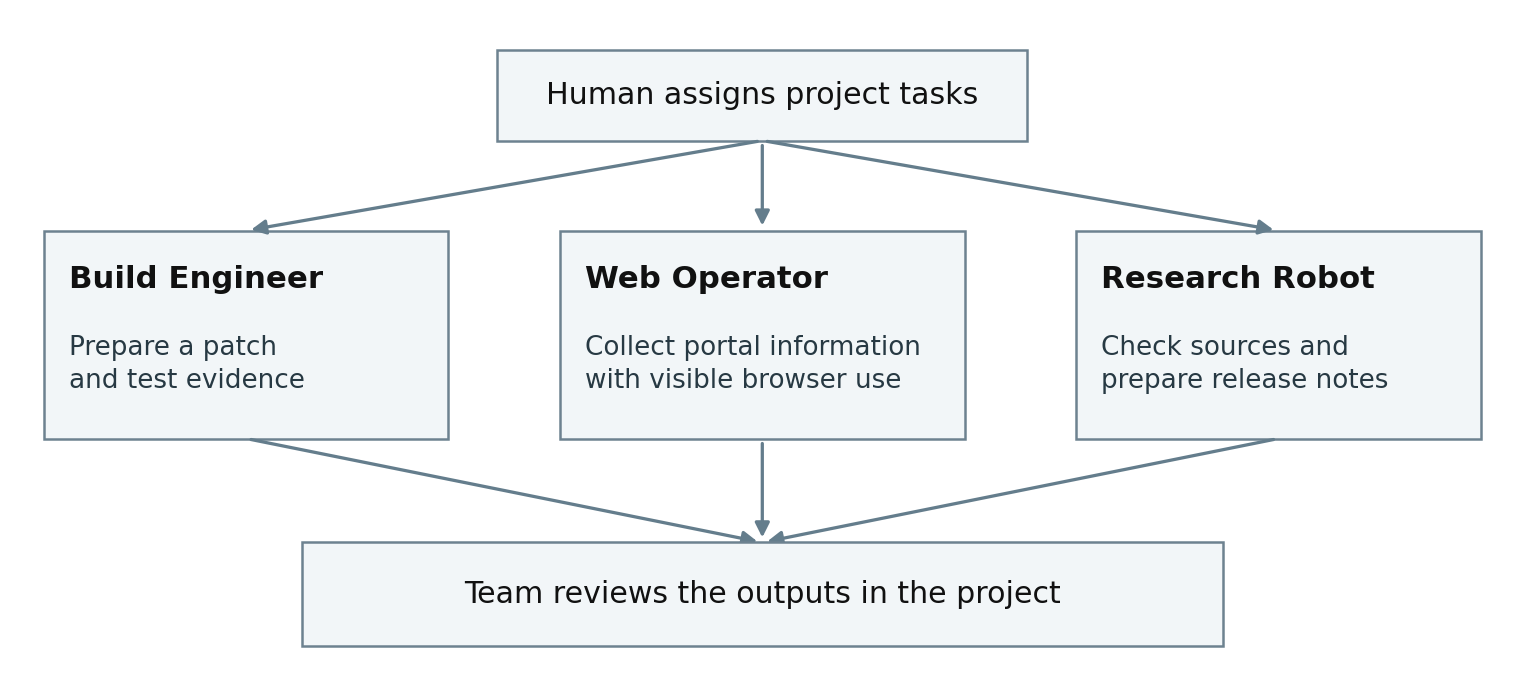 Human assigns project tasks
Build Engineer
Prepare a patch
and test evidence
Web Operator
Collect portal information
with visible browser use
Research Robot
Check sources and
prepare release notes
Team reviews the outputs in the project